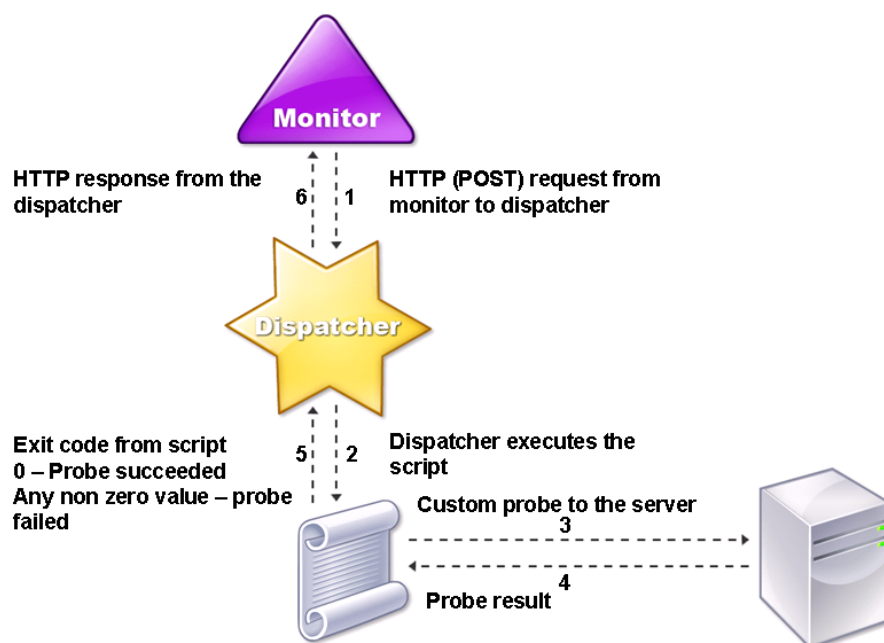 Monitor
HTTP response from the
dispatcher
6
1
HTTP (POST) request from
monitor to dispatcher
Dispatcher
Exit code from script
0 – Probe succeeded
Any non zero value – probe
failed
5
2
Dispatcher executes the
script
Custom probe to the server
3
4
Probe result